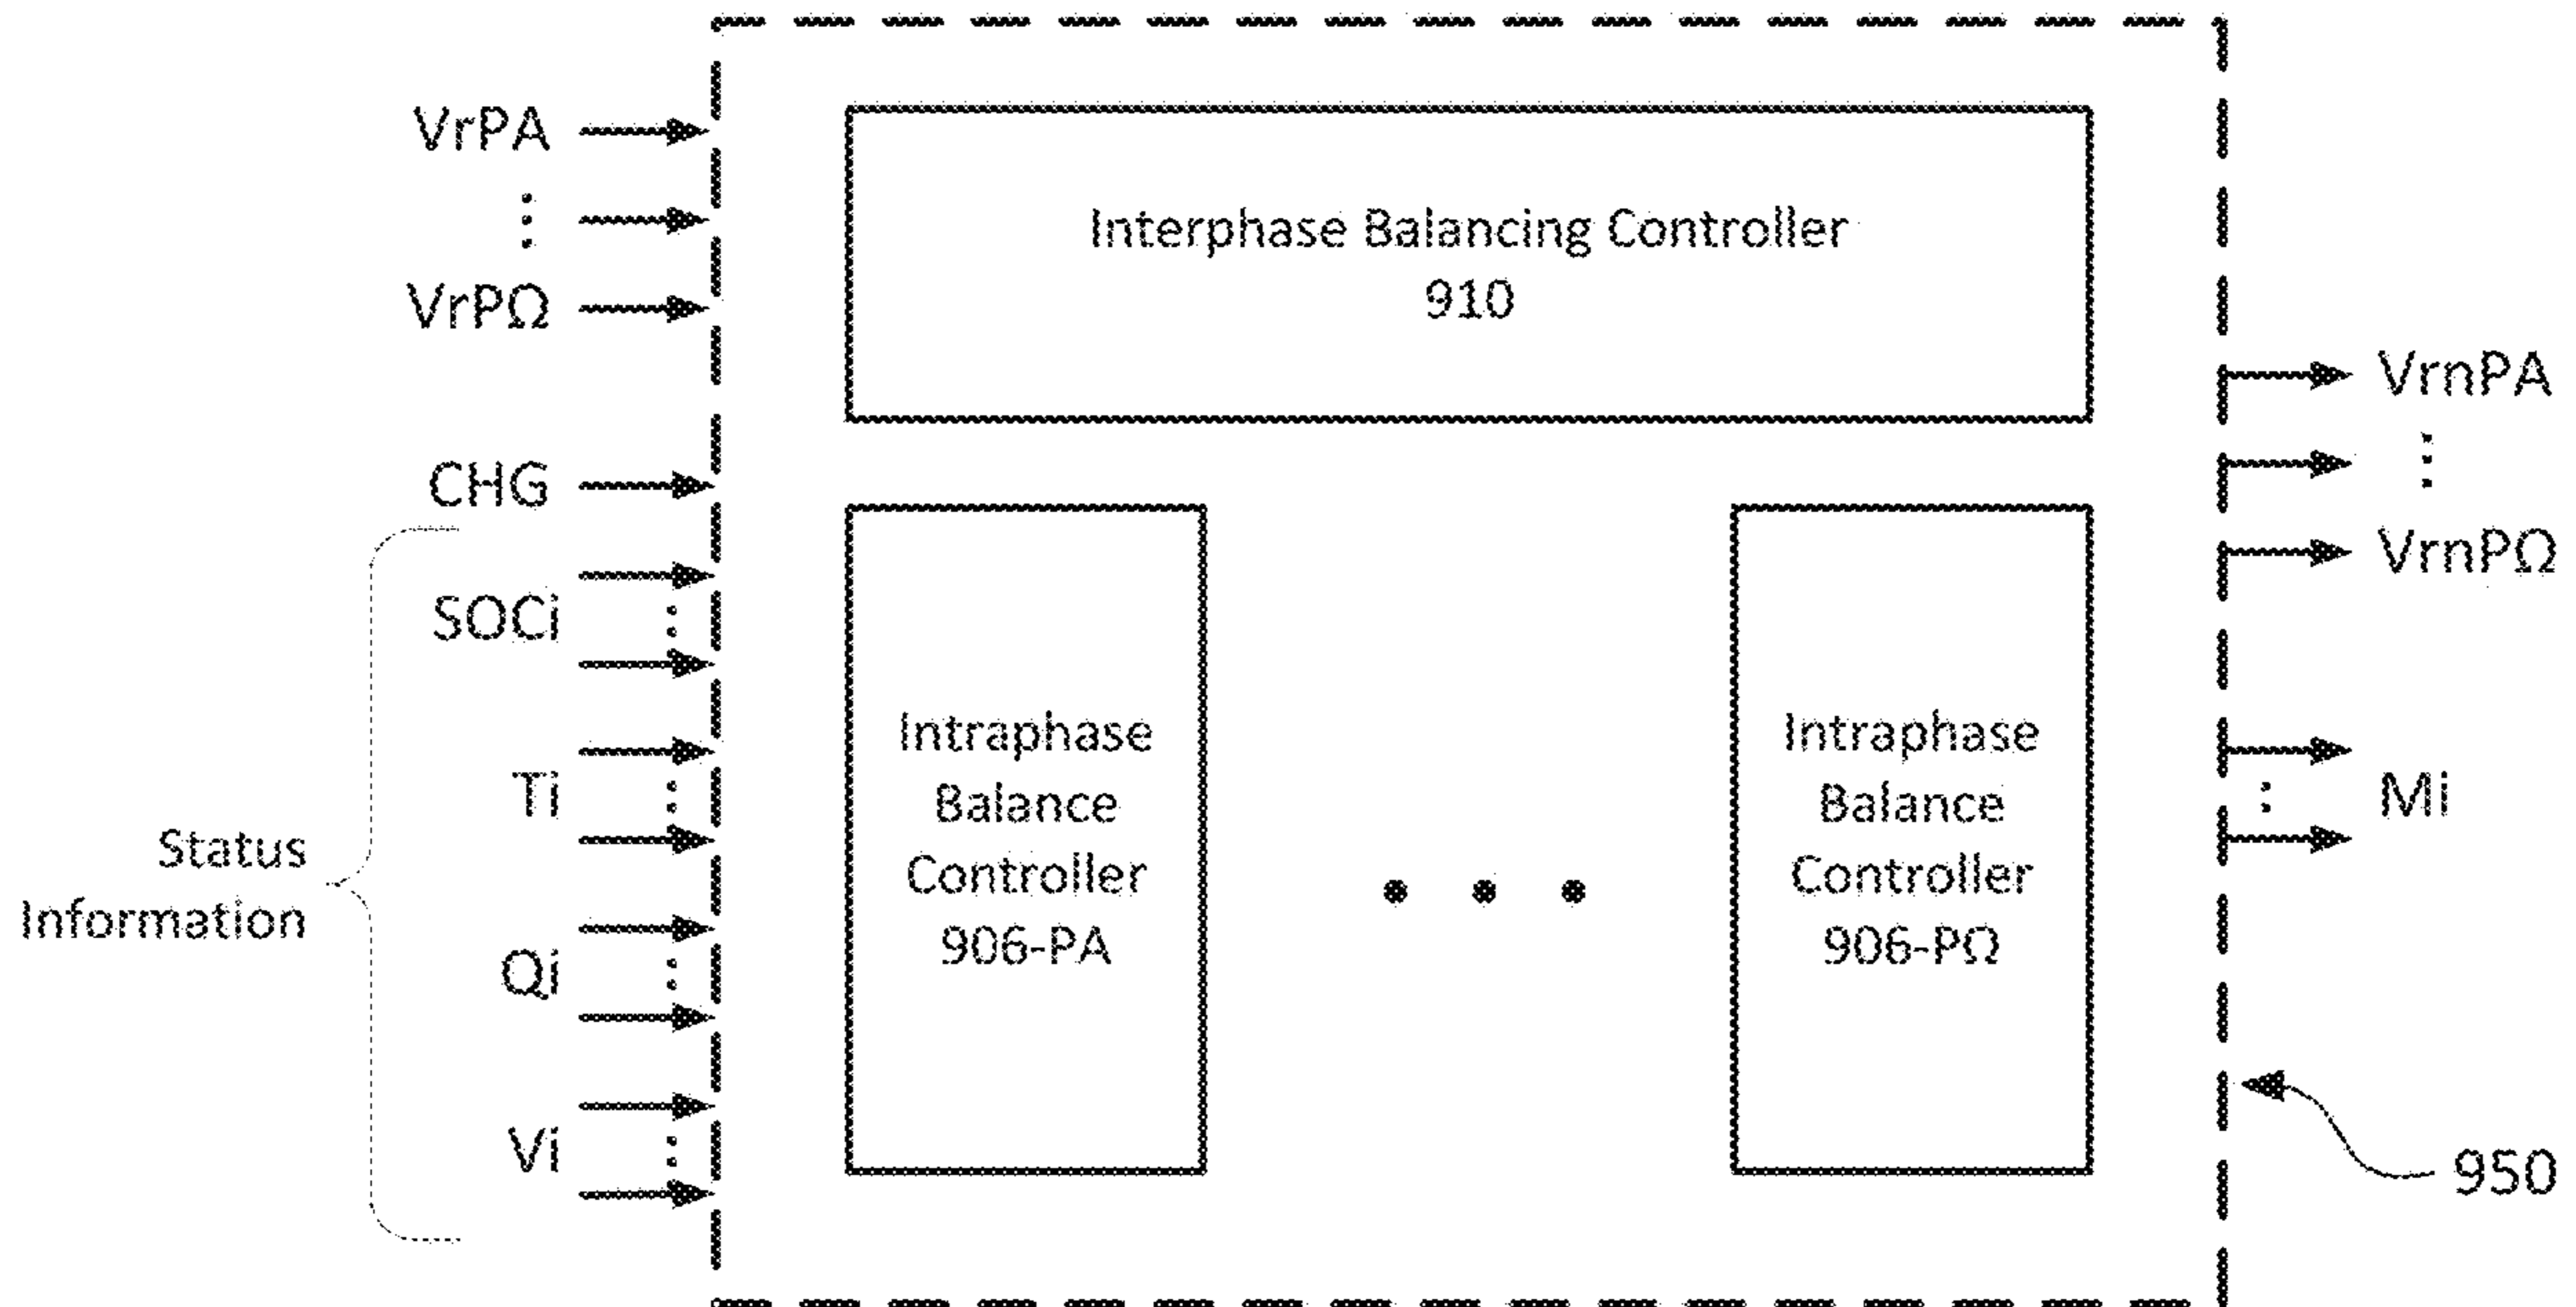 VrPA
VrPΩ
CHG
SOCi
Ti
Qi
Vi
Status
Information
Interphase Balancing Controller
910
Intraphase
Balance
Controller
906-PA
Intraphase
Balance
Controller
906-PΩ
VrnPA
VrnPΩ
Mi
950